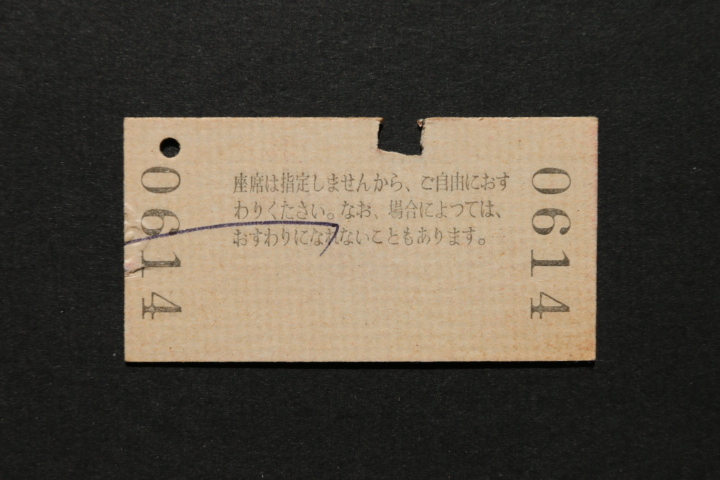 0614
座席は指定しませんから、ご自由におす
わりください。なお、場合によつては、
おすわりになれないこともあります。
0614